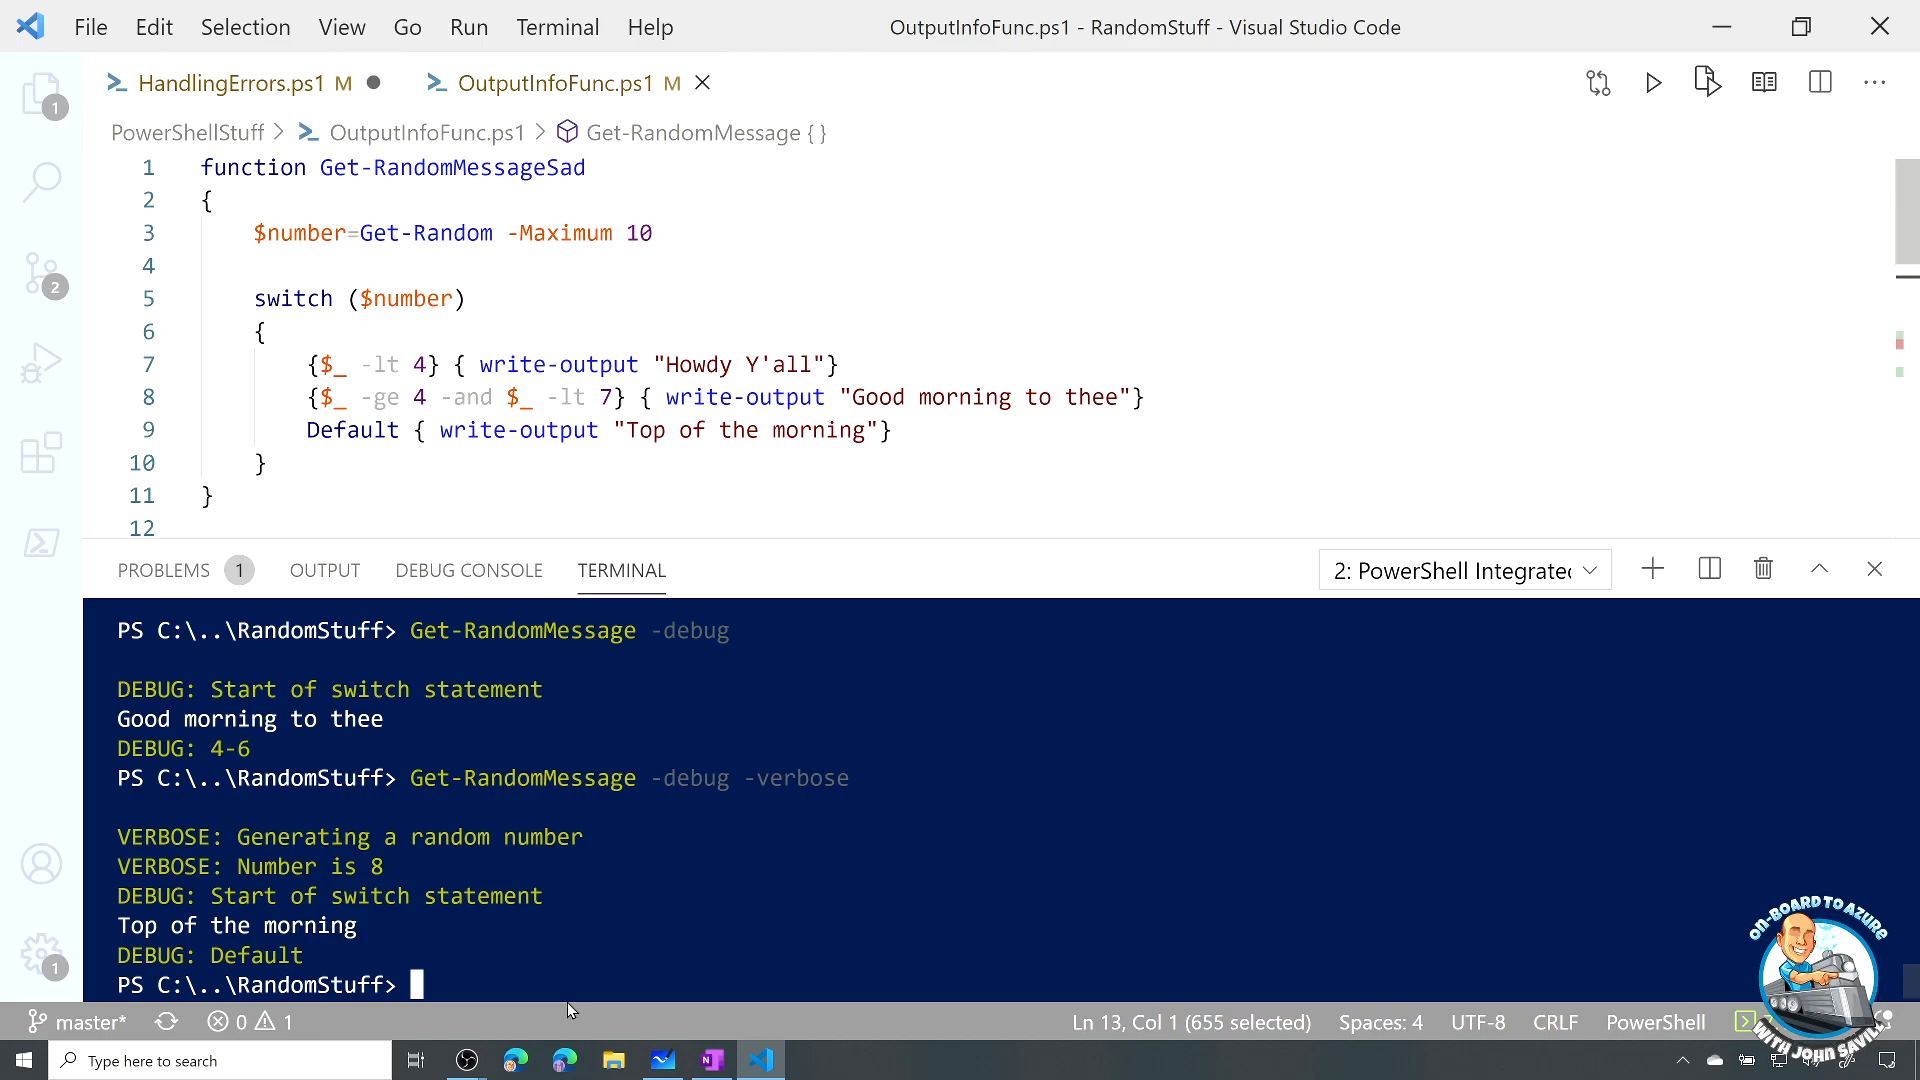 File Edit Selection View Go Run Terminal Help OutputInfoFunc.ps1 - RandomStuff - Visual Studio Code
HandlingErrors.ps1 M OutputInfoFunc.ps1 M
PowerShellStuff > OutputInfoFunc.ps1 > Get-RandomMessage { }
1 function Get-RandomMessageSad
2 {
3 $number=Get-Random -Maximum 10
4
5 switch ($number)
6 {
7 {$_ -lt 4} { write-output "Howdy Y'all"}
8 {$_ -ge 4 -and $_ -lt 7} { write-output "Good morning to thee"}
9 Default { write-output "Top of the morning"}
10 }
11 }
12
1
2
1
PROBLEMS 1 OUTPUT DEBUG CONSOLE TERMINAL 2: PowerShell Integrated
PS C:\..\RandomStuff> Get-RandomMessage -debug
DEBUG: Start of switch statement
Good morning to thee
DEBUG: 4-6
PS C:\..\RandomStuff> Get-RandomMessage -debug -verbose
VERBOSE: Generating a random number
VERBOSE: Number is 8
DEBUG: Start of switch statement
Top of the morning
DEBUG: Default
PS C:\..\RandomStuff>
ON-BOARD TO AZURE
WITH JOHN SAVILL
master* 0 1 Ln 13, Col 1 (655 selected) Spaces: 4 UTF-8 CRLF PowerShell
Type here to search